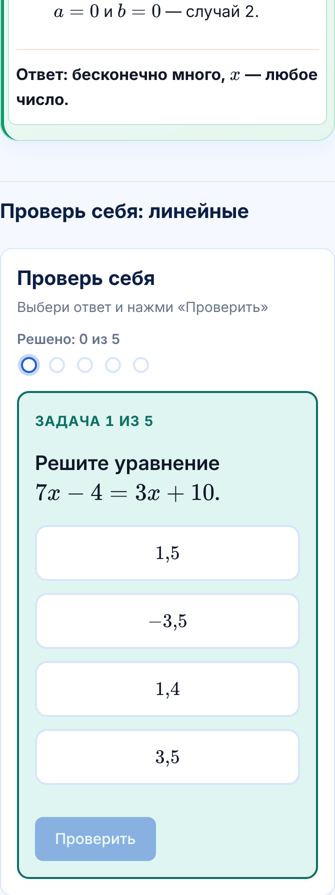 a = 0 и b = 0 — случай 2.
Ответ: бесконечно много, x — любое
число.
Проверь себя: линейные
Проверь себя
Выбери ответ и нажми «Проверить»
Решено: 0 из 5
ЗАДАЧА 1 ИЗ 5
Решите уравнение
7x − 4 = 3x + 10.
1,5
−3,5
1,4
3,5
Проверить